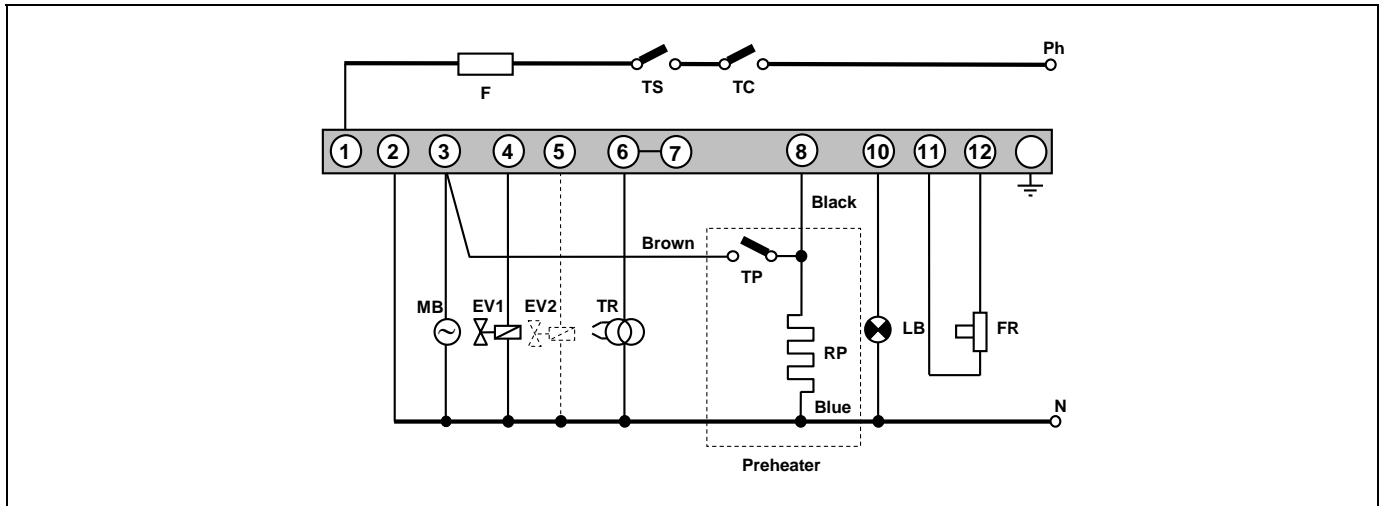 Ph
F
TS TC
1 2 3 4 5 6 7 8 10 11 12
Black
Brown
TP
MB EV1 EV2 TR
LB FR
RP
Blue
N
Preheater